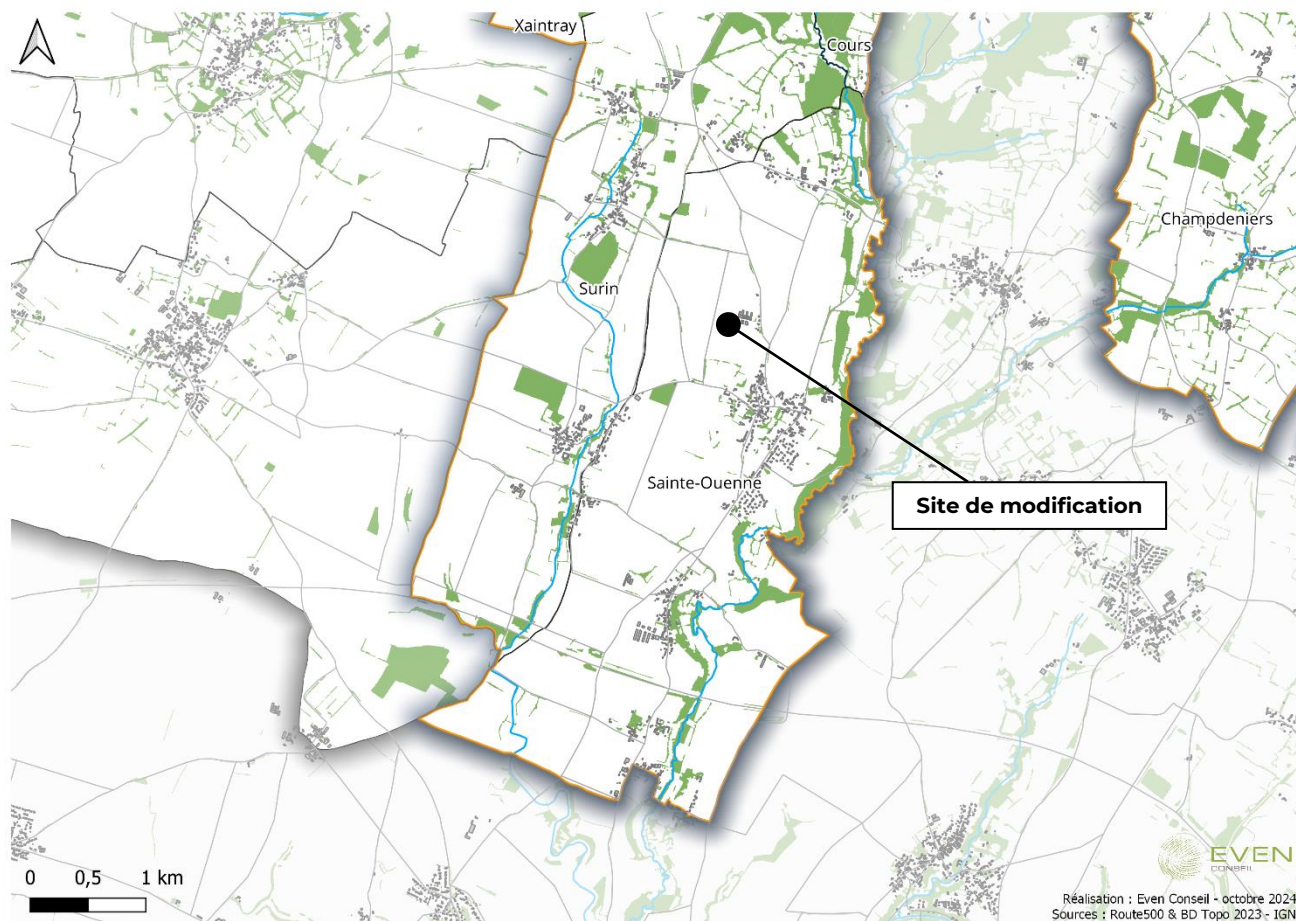 Xaintray
Cours
Champdeniers
Surin
Sainte-Ouenne
Site de modification
0 0,5 1 km
EVEN
CONSEIL
Réalisation : Even Conseil - octobre 2024
Sources : Route500 & BD Topo 2023 - IGN